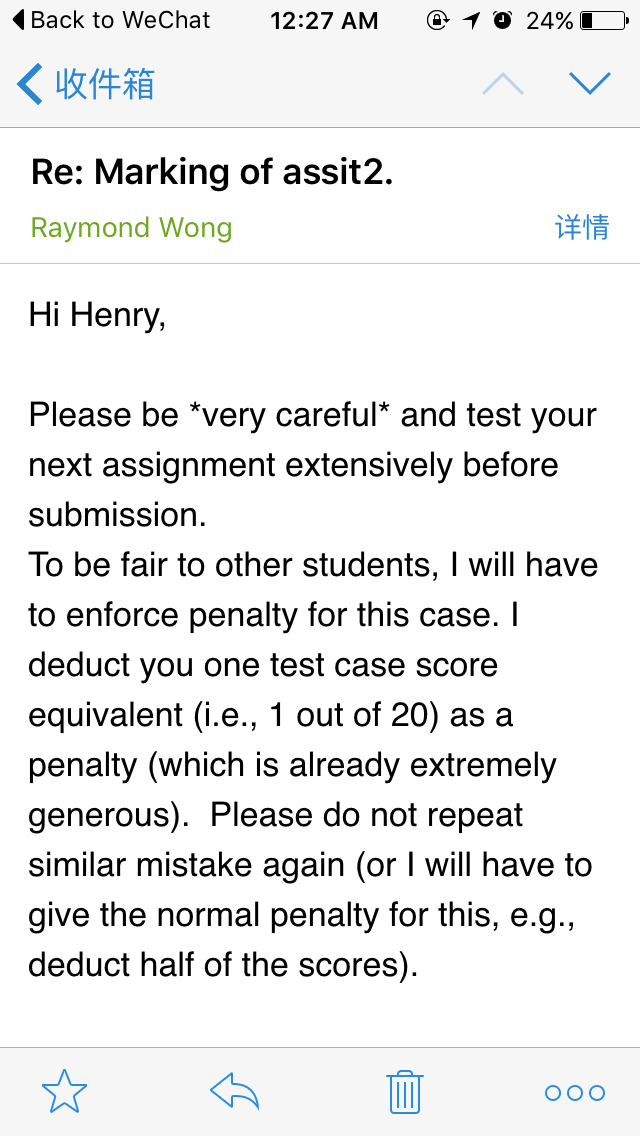 Back to WeChat 12:27 AM 24%
收件箱
Re: Marking of assit2.
Raymond Wong 详情
Hi Henry,
Please be *very careful* and test your
next assignment extensively before
submission.
To be fair to other students, I will have
to enforce penalty for this case. I
deduct you one test case score
equivalent (i.e., 1 out of 20) as a
penalty (which is already extremely
generous).  Please do not repeat
similar mistake again (or I will have to
give the normal penalty for this, e.g.,
deduct half of the scores).